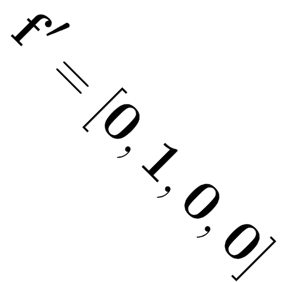 f′ = [0, 1, 0, 0]